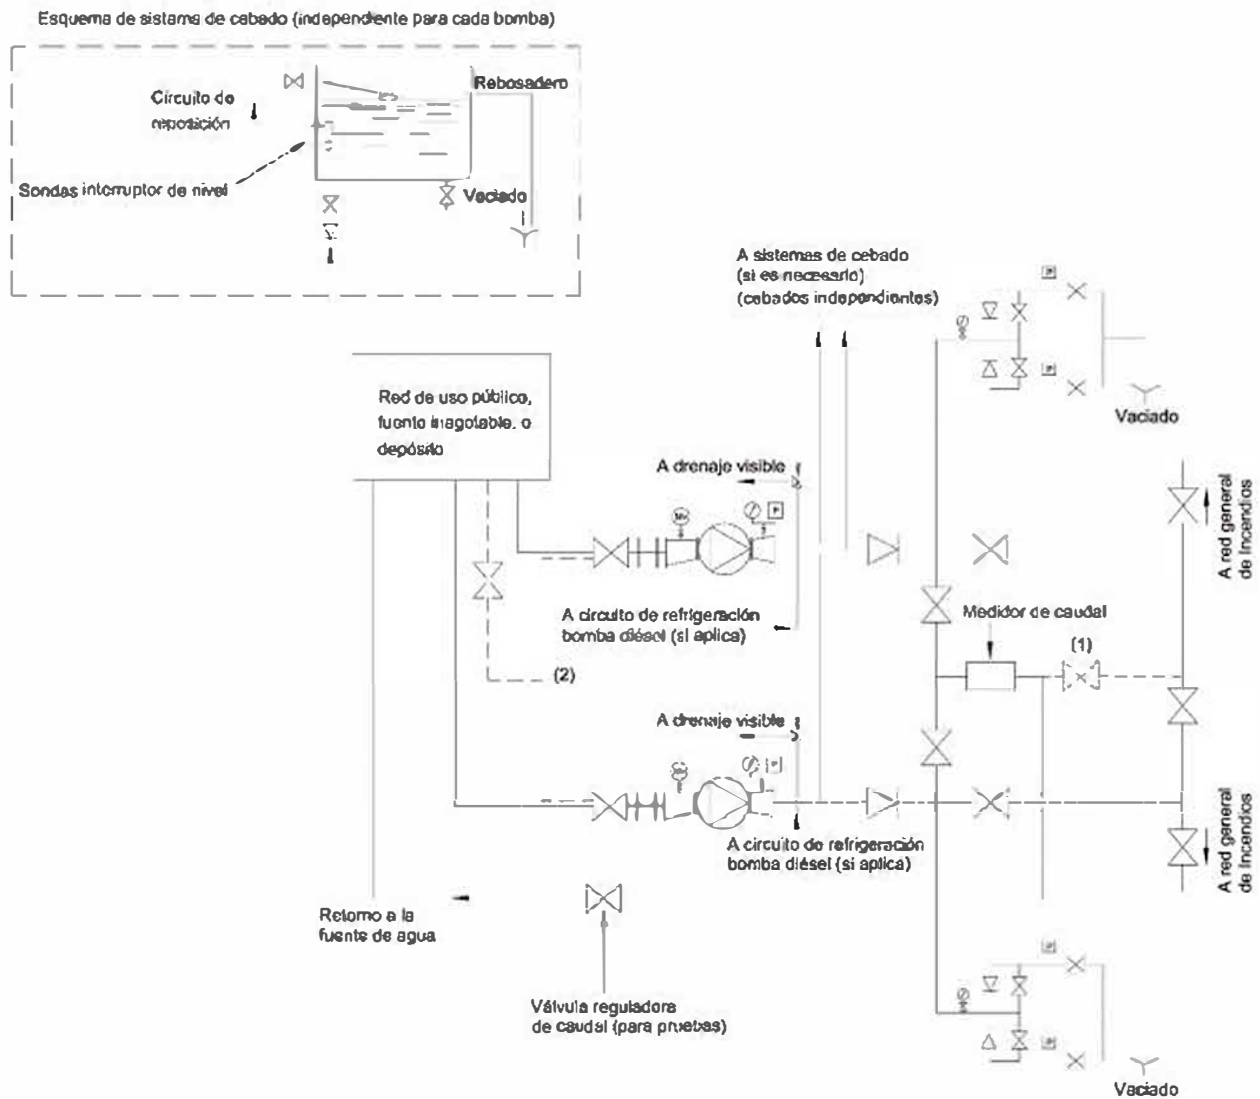 Esquema de sistama de cebado (independiente para cada bomba)
Rebosadero
Circuito de
reposición
Sondas interruptor de nivel
Vaciado
A sistemas de cebado
(si es necesario)
(cebados independientes)
P
P
Vaciado
Red de uso público,
fuente inagotable, o
depósito
A drenaje visible
P
A red general
de Incendios
A circuito de refrigeración
bomba diésel (si aplica)
Medidor de caudal
(1)
(2)
A drenaje visible
P
A circuito de refrigeración
bomba diésel (si aplica)
A red general
de Incendios
Retorno a la
fuente de agua
Válvula reguladora
de caudal (para pruebas)
P
P
Vaciado